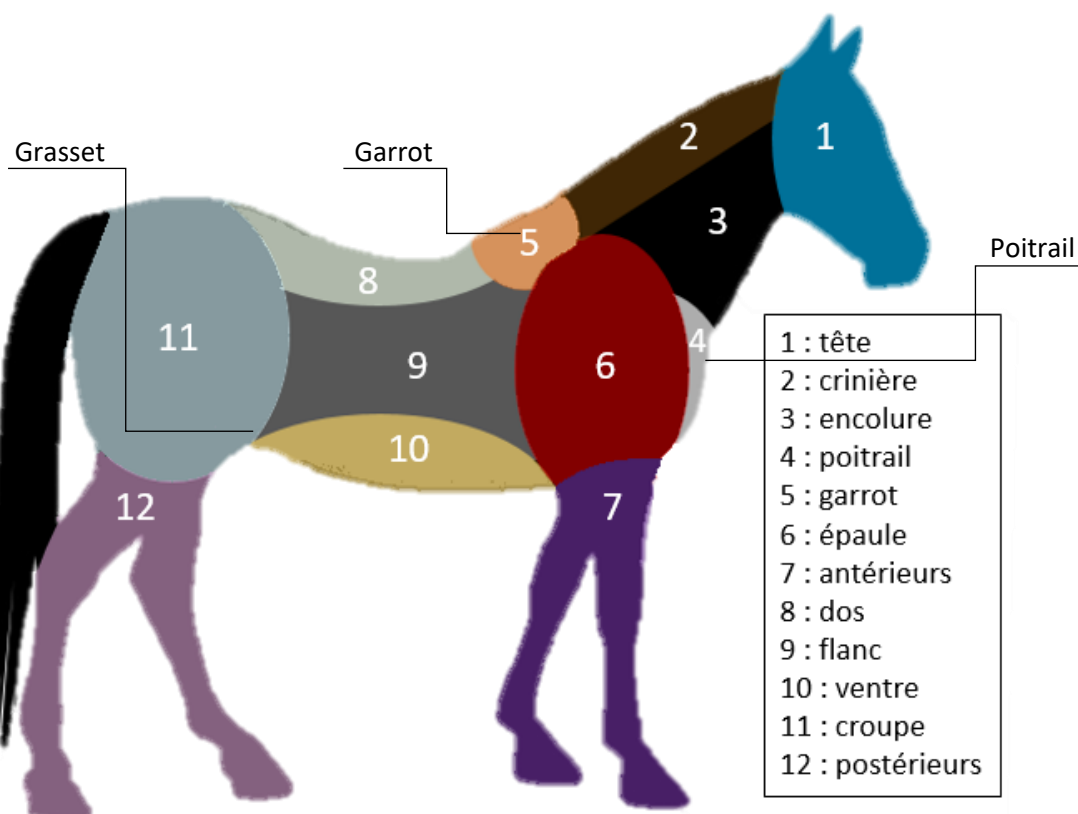 Grasset
Garrot
Poitrail
1
2
3
4
5
6
7
8
9
10
11
12
1 : tête
2 : crinière
3 : encolure
4 : poitrail
5 : garrot
6 : épaule
7 : antérieurs
8 : dos
9 : flanc
10 : ventre
11 : croupe
12 : postérieurs